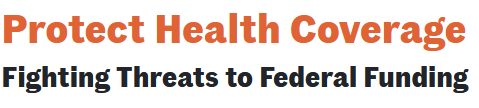 Protect Health Coverage
Fighting Threats to Federal Funding